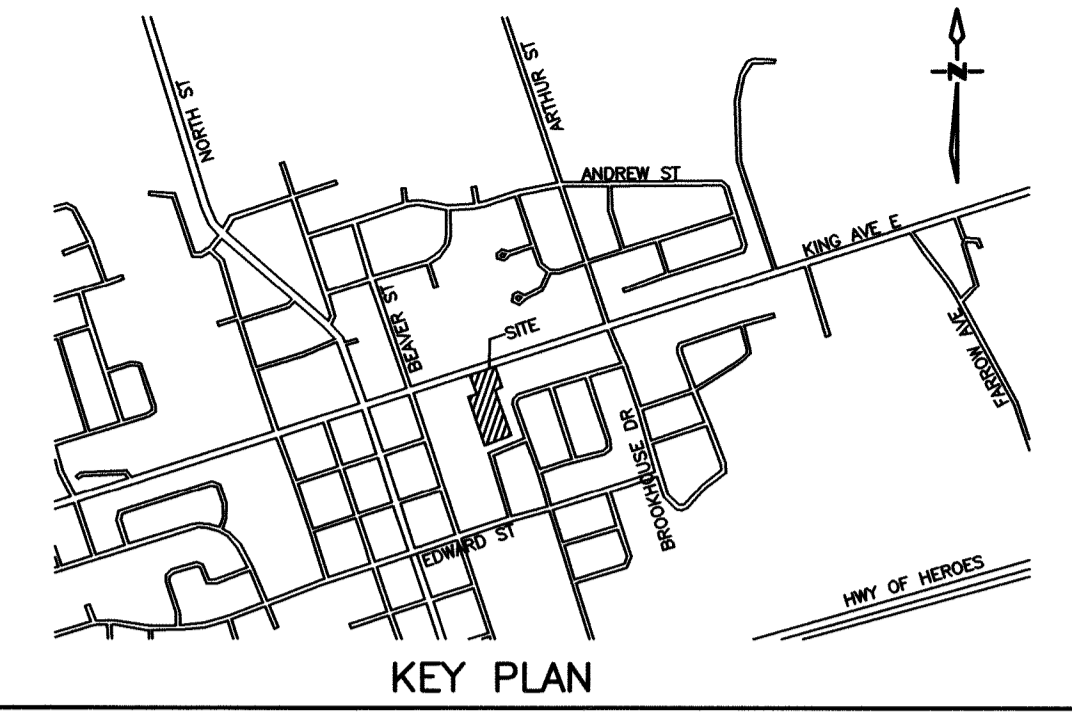 NORTH ST
ARTHUR ST
N
ANDREW ST
KING AVE E
BEAVER ST
SITE
FARROW AVE
BROOKHOUSE DR
EDWARD ST
HWY OF HEROES
KEY PLAN